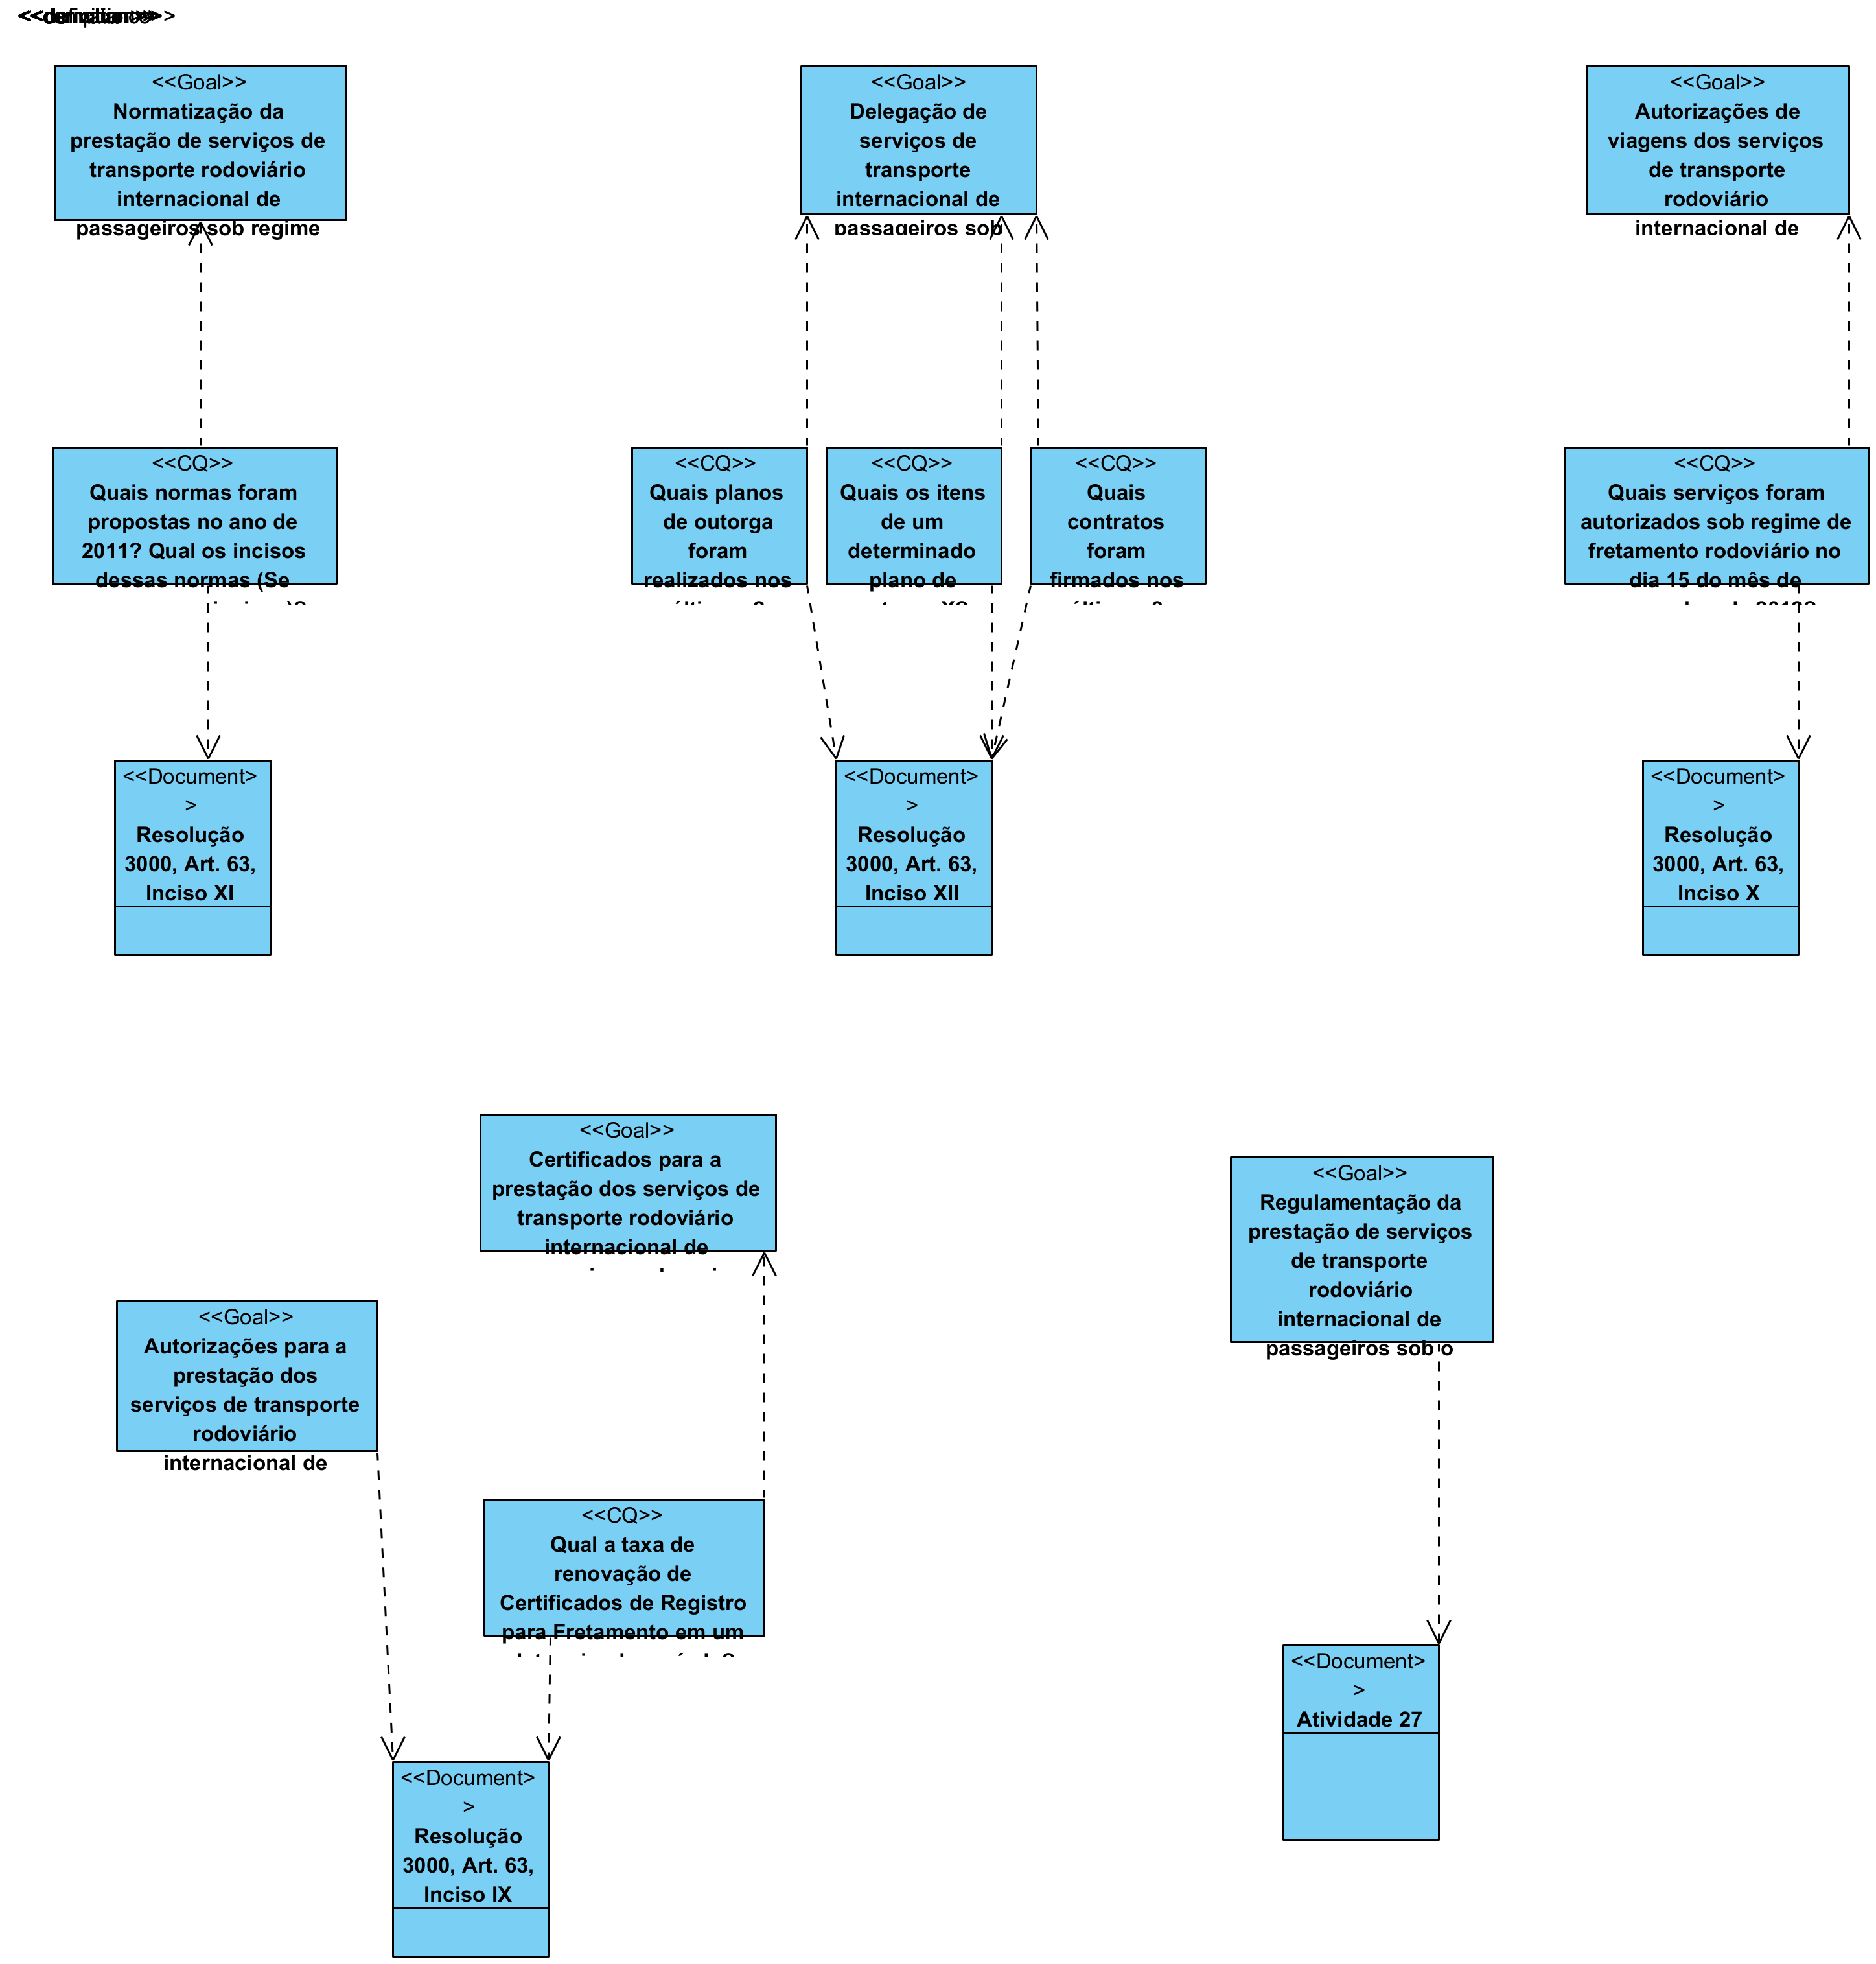 <<Goal>>
Normatização da
prestação de serviços de
transporte rodoviário
internacional de
passageiros sob regime
<<Goal>>
Delegação de
serviços de
transporte
internacional de
passageiros sob
<<Goal>>
Autorizações de
viagens dos serviços
de transporte
rodoviário
internacional de
<<CQ>>
Quais normas foram
propostas no ano de
2011? Qual os incisos
dessas normas (Se
<<CQ>>
Quais planos
de outorga
foram
realizados nos
<<CQ>>
Quais os itens
de um
determinado
plano de
<<CQ>>
Quais
contratos
foram
firmados nos
<<CQ>>
Quais serviços foram
autorizados sob regime de
fretamento rodoviário no
dia 15 do mês de
<<Document>
>
Resolução
3000, Art. 63,
Inciso XI
<<Document>
>
Resolução
3000, Art. 63,
Inciso XII
<<Document>
>
Resolução
3000, Art. 63,
Inciso X
<<Goal>>
Certificados para a
prestação dos serviços de
transporte rodoviário
internacional de
<<Goal>>
Regulamentação da
prestação de serviços
de transporte
rodoviário
internacional de
passageiros sob o
<<Goal>>
Autorizações para a
prestação dos
serviços de transporte
rodoviário
internacional de
<<CQ>>
Qual a taxa de
renovação de
Certificados de Registro
para Fretamento em um
<<Document>
>
Atividade 27
<<Document>
>
Resolução
3000, Art. 63,
Inciso IX